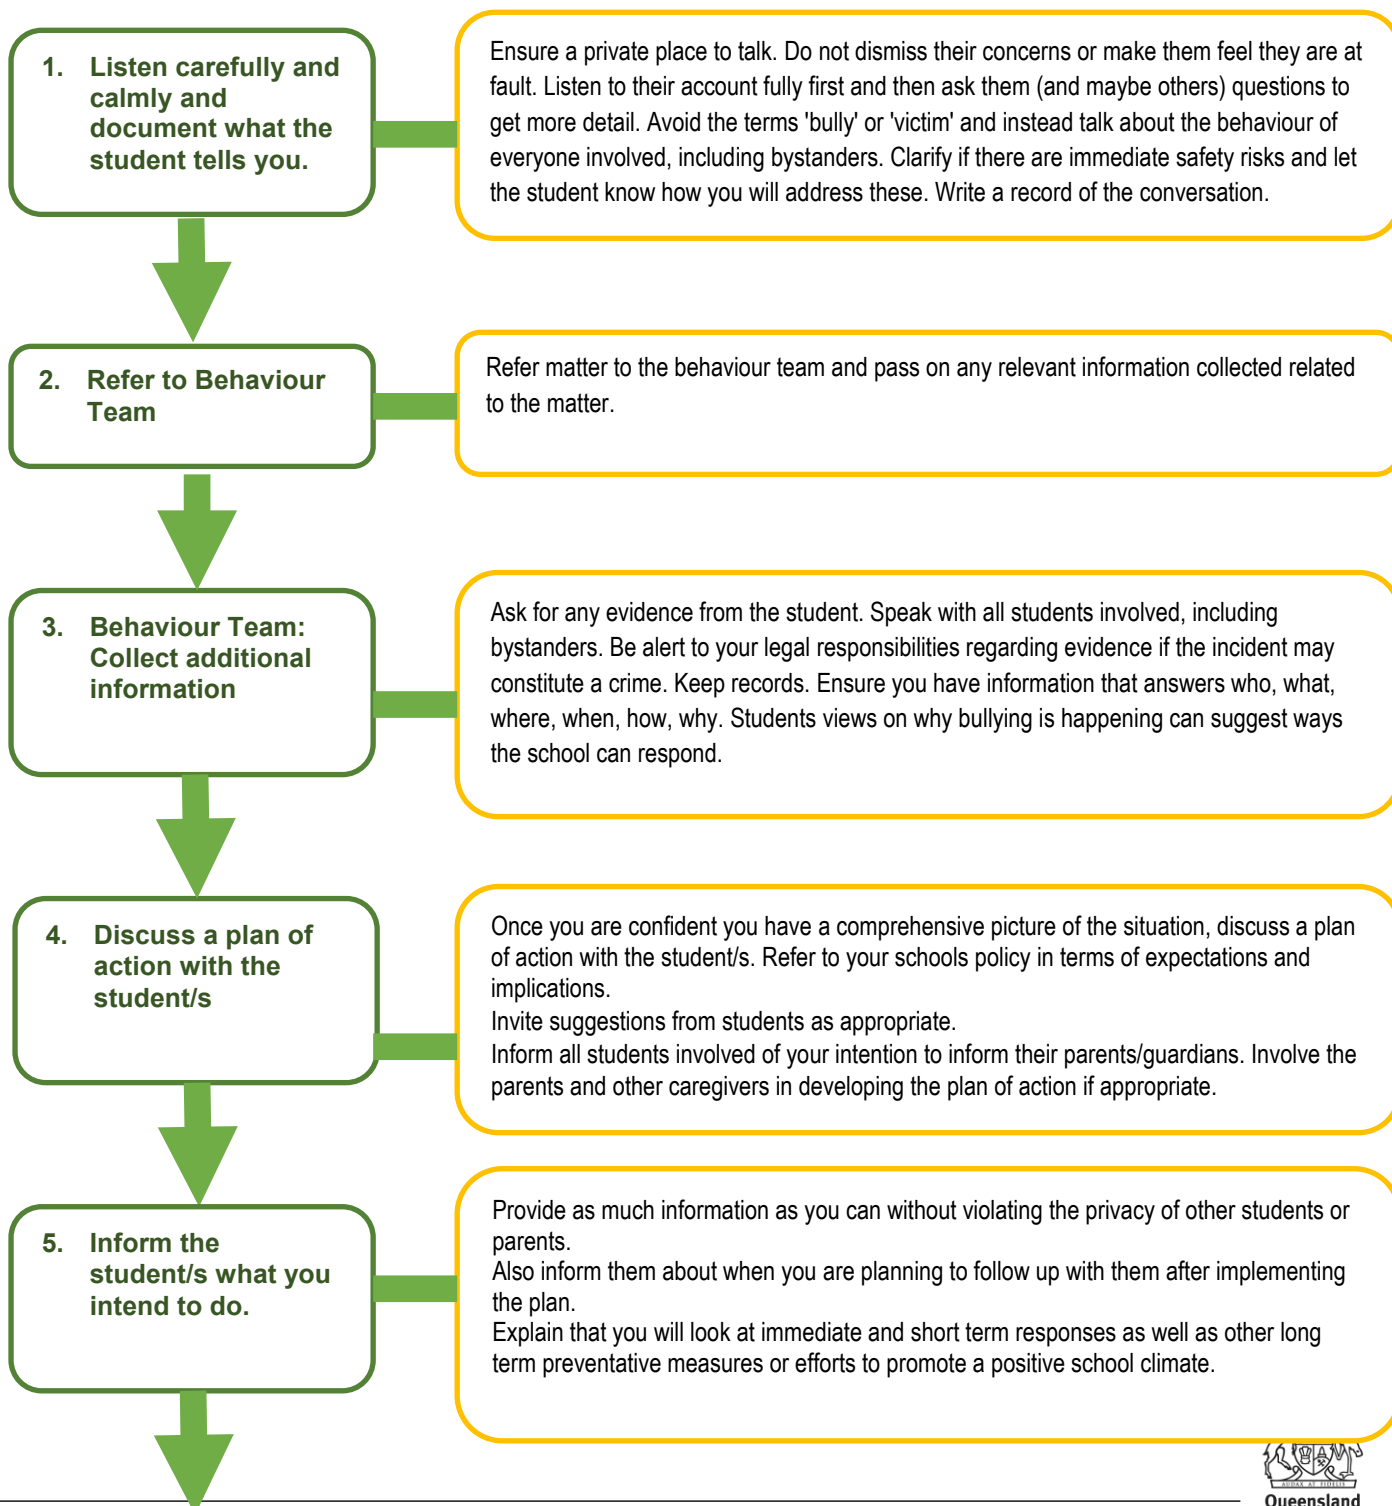 1. Listen carefully and
calmly and
document what the
student tells you.
Ensure a private place to talk. Do not dismiss their concerns or make them feel they are at
fault. Listen to their account fully first and then ask them (and maybe others) questions to
get more detail. Avoid the terms 'bully' or 'victim' and instead talk about the behaviour of
everyone involved, including bystanders. Clarify if there are immediate safety risks and let
the student know how you will address these. Write a record of the conversation.
2. Refer to Behaviour
Team
Refer matter to the behaviour team and pass on any relevant information collected related
to the matter.
3. Behaviour Team:
Collect additional
information
Ask for any evidence from the student. Speak with all students involved, including
bystanders. Be alert to your legal responsibilities regarding evidence if the incident may
constitute a crime. Keep records. Ensure you have information that answers who, what,
where, when, how, why. Students views on why bullying is happening can suggest ways
the school can respond.
4. Discuss a plan of
action with the
student/s
Once you are confident you have a comprehensive picture of the situation, discuss a plan
of action with the student/s. Refer to your schools policy in terms of expectations and
implications.
Invite suggestions from students as appropriate.
Inform all students involved of your intention to inform their parents/guardians. Involve the
parents and other caregivers in developing the plan of action if appropriate.
5. Inform the
student/s what you
intend to do.
Provide as much information as you can without violating the privacy of other students or
parents.
Also inform them about when you are planning to follow up with them after implementing
the plan.
Explain that you will look at immediate and short term responses as well as other long
term preventative measures or efforts to promote a positive school climate.
AUDAX AT FIDELIS
Queensland